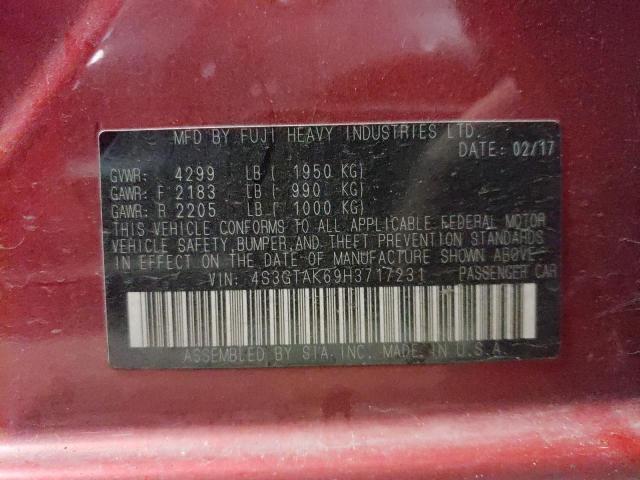 MFD BY FUJI HEAVY INDUSTRIES LTD.
DATE: 02/17
GVWR: 4299 LB ( 1950 KG)
GAWR: F 2183 LB ( 990 KG)
GAWR: R 2205 LB ( 1000 KG)
THIS VEHICLE CONFORMS TO ALL APPLICABLE FEDERAL MOTOR
VEHICLE SAFETY, BUMPER, AND THEFT PREVENTION STANDARDS
IN EFFECT ON THE DATE OF MANUFACTURE SHOWN ABOVE.
VIN: 4S3GTAK69H3717231 PASSENGER CAR
ASSEMBLED BY SIA, INC. MADE IN U.S.A.